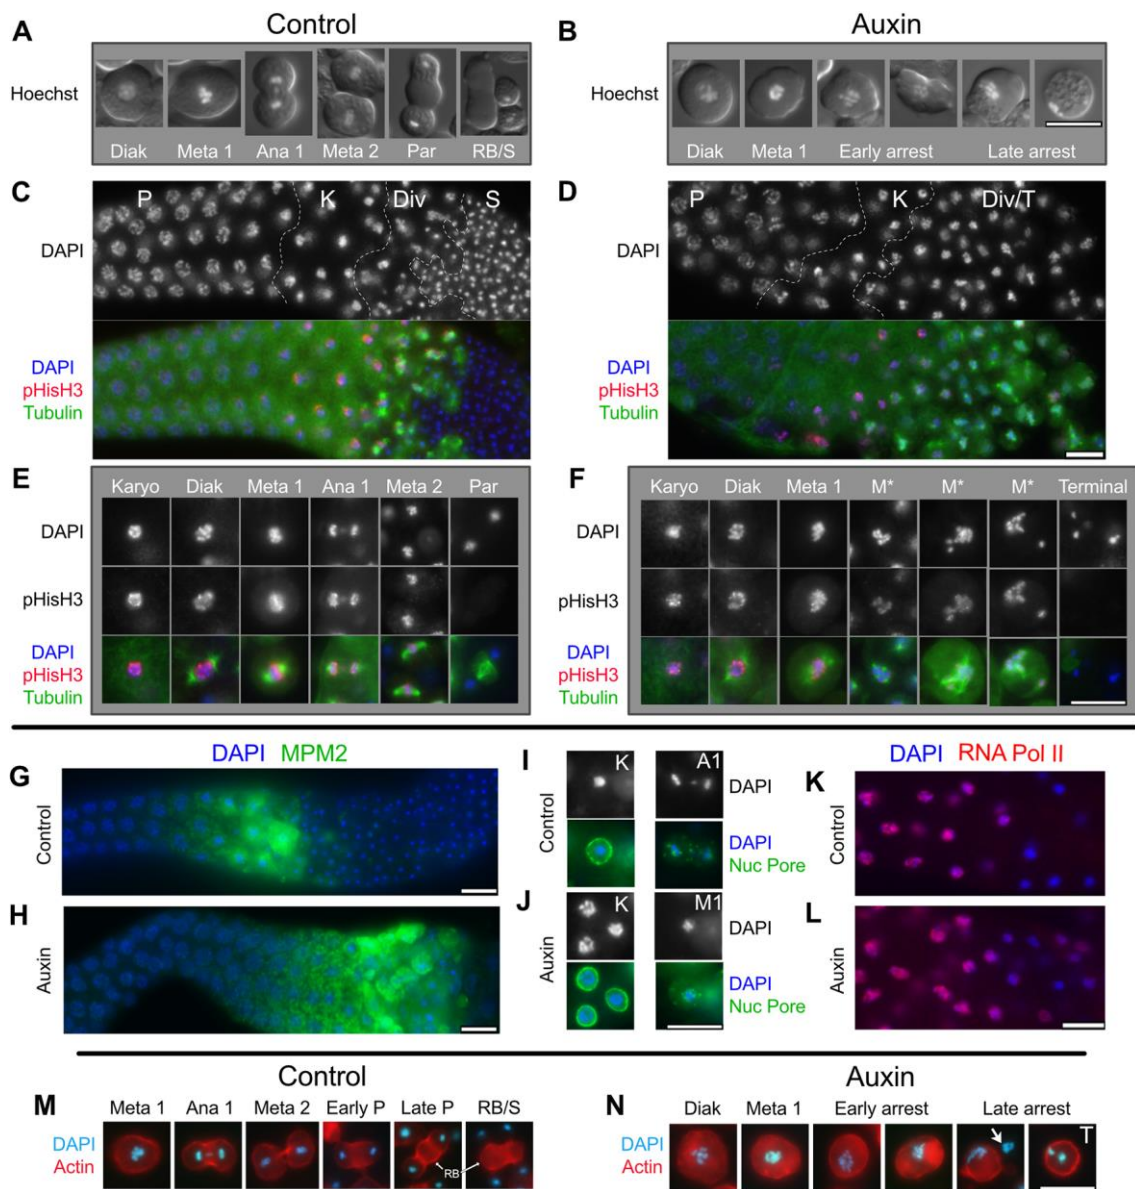 Control
Auxin
A
B
Hoechst
Diak Meta 1 Ana 1 Meta 2 Par RB/S
Hoechst
Diak Meta 1 Early arrest Late arrest
C
P K Div S
DAPI
DAPI
pHisH3
Tubulin
D
P K Div/T
DAPI
DAPI
pHisH3
Tubulin
E
Karyo Diak Meta 1 Ana 1 Meta 2 Par
DAPI
pHisH3
DAPI
pHisH3
Tubulin
F
Karyo Diak Meta 1 M* M* M* Terminal
DAPI
pHisH3
DAPI
pHisH3
Tubulin
DAPI MPM2
G
Control
H
Auxin
I
K A1
DAPI
Control
DAPI
Nuc Pore
J
K M1
DAPI
Auxin
DAPI
Nuc Pore
DAPI RNA Pol II
K
Control
L
Auxin
Control
M
Meta 1 Ana 1 Meta 2 Early P Late P RB/S
DAPI
Actin
RB
Auxin
N
Diak Meta 1 Early arrest Late arrest
DAPI
Actin
T